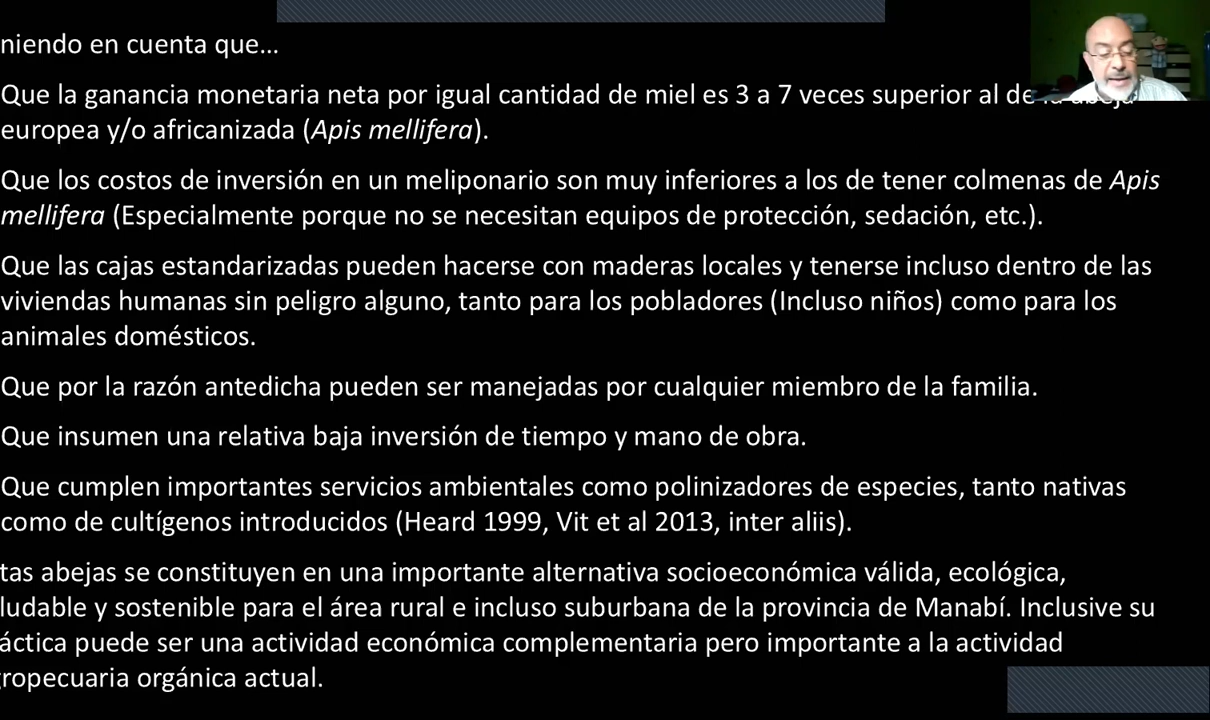 niendo en cuenta que...
Que la ganancia monetaria neta por igual cantidad de miel es 3 a 7 veces superior al de la abeja
europea y/o africanizada (Apis mellifera).
Que los costos de inversión en un meliponario son muy inferiores a los de tener colmenas de Apis
mellifera (Especialmente porque no se necesitan equipos de protección, sedación, etc.).
Que las cajas estandarizadas pueden hacerse con maderas locales y tenerse incluso dentro de las
viviendas humanas sin peligro alguno, tanto para los pobladores (Incluso niños) como para los
animales domésticos.
Que por la razón antedicha pueden ser manejadas por cualquier miembro de la familia.
Que insumen una relativa baja inversión de tiempo y mano de obra.
Que cumplen importantes servicios ambientales como polinizadores de especies, tanto nativas
como de cultígenos introducidos (Heard 1999, Vit et al 2013, inter aliis).
tas abejas se constituyen en una importante alternativa socioeconómica válida, ecológica,
ludable y sostenible para el área rural e incluso suburbana de la provincia de Manabí. Inclusive su
áctica puede ser una actividad económica complementaria pero importante a la actividad
ropecuaria orgánica actual.